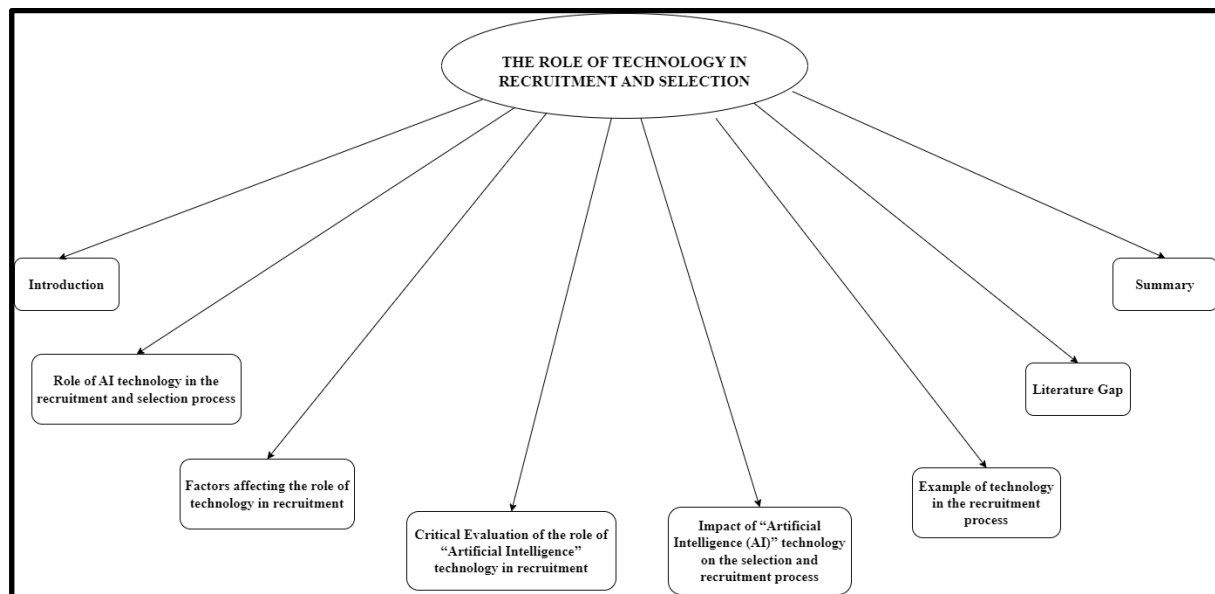 THE ROLE OF TECHNOLOGY IN
RECRUITMENT AND SELECTION
Introduction
Role of AI technology in the
recruitment and selection process
Factors affecting the role of
technology in recruitment
Critical Evaluation of the role of
“Artificial Intelligence”
technology in recruitment
Impact of “Artificial
Intelligence (AI)” technology
on the selection and
recruitment process
Example of technology
in the recruitment
process
Literature Gap
Summary